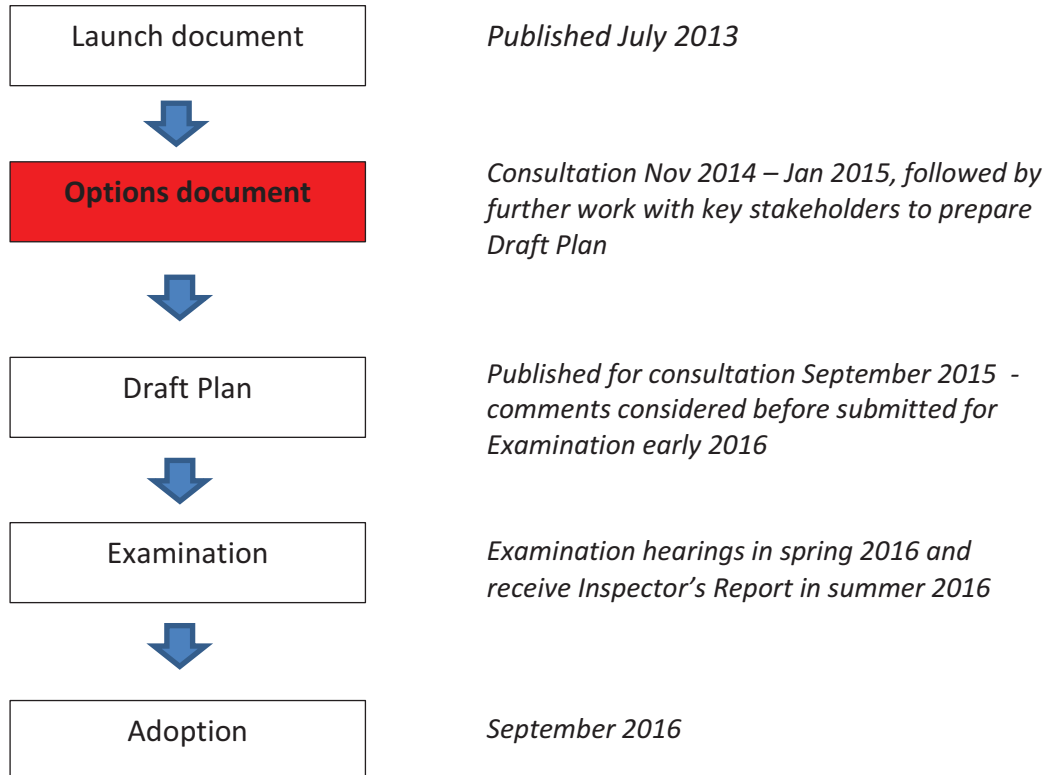 Launch document
Published July 2013
Options document
Consultation Nov 2014 – Jan 2015, followed by
further work with key stakeholders to prepare
Draft Plan
Draft Plan
Published for consultation September 2015  -
comments considered before submitted for
Examination early 2016
Examination
Examination hearings in spring 2016 and
receive Inspector’s Report in summer 2016
Adoption
September 2016